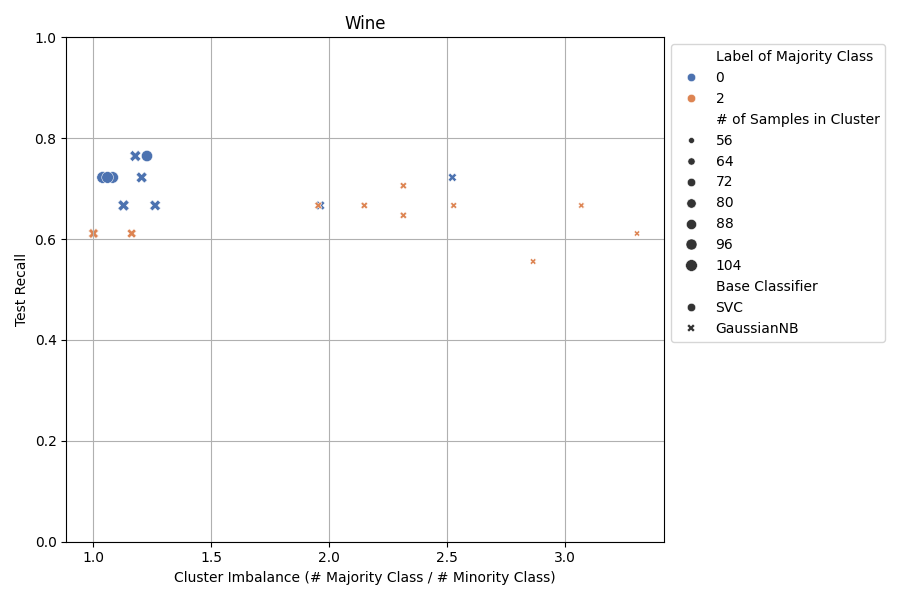 Wine
1.0
0.8
0.6
0.4
0.2
0.0
Test Recall
1.0 1.5 2.0 2.5 3.0
Cluster Imbalance (# Majority Class / # Minority Class)
Label of Majority Class
0
2
# of Samples in Cluster
56
64
72
80
88
96
104
Base Classifier
SVC
GaussianNB